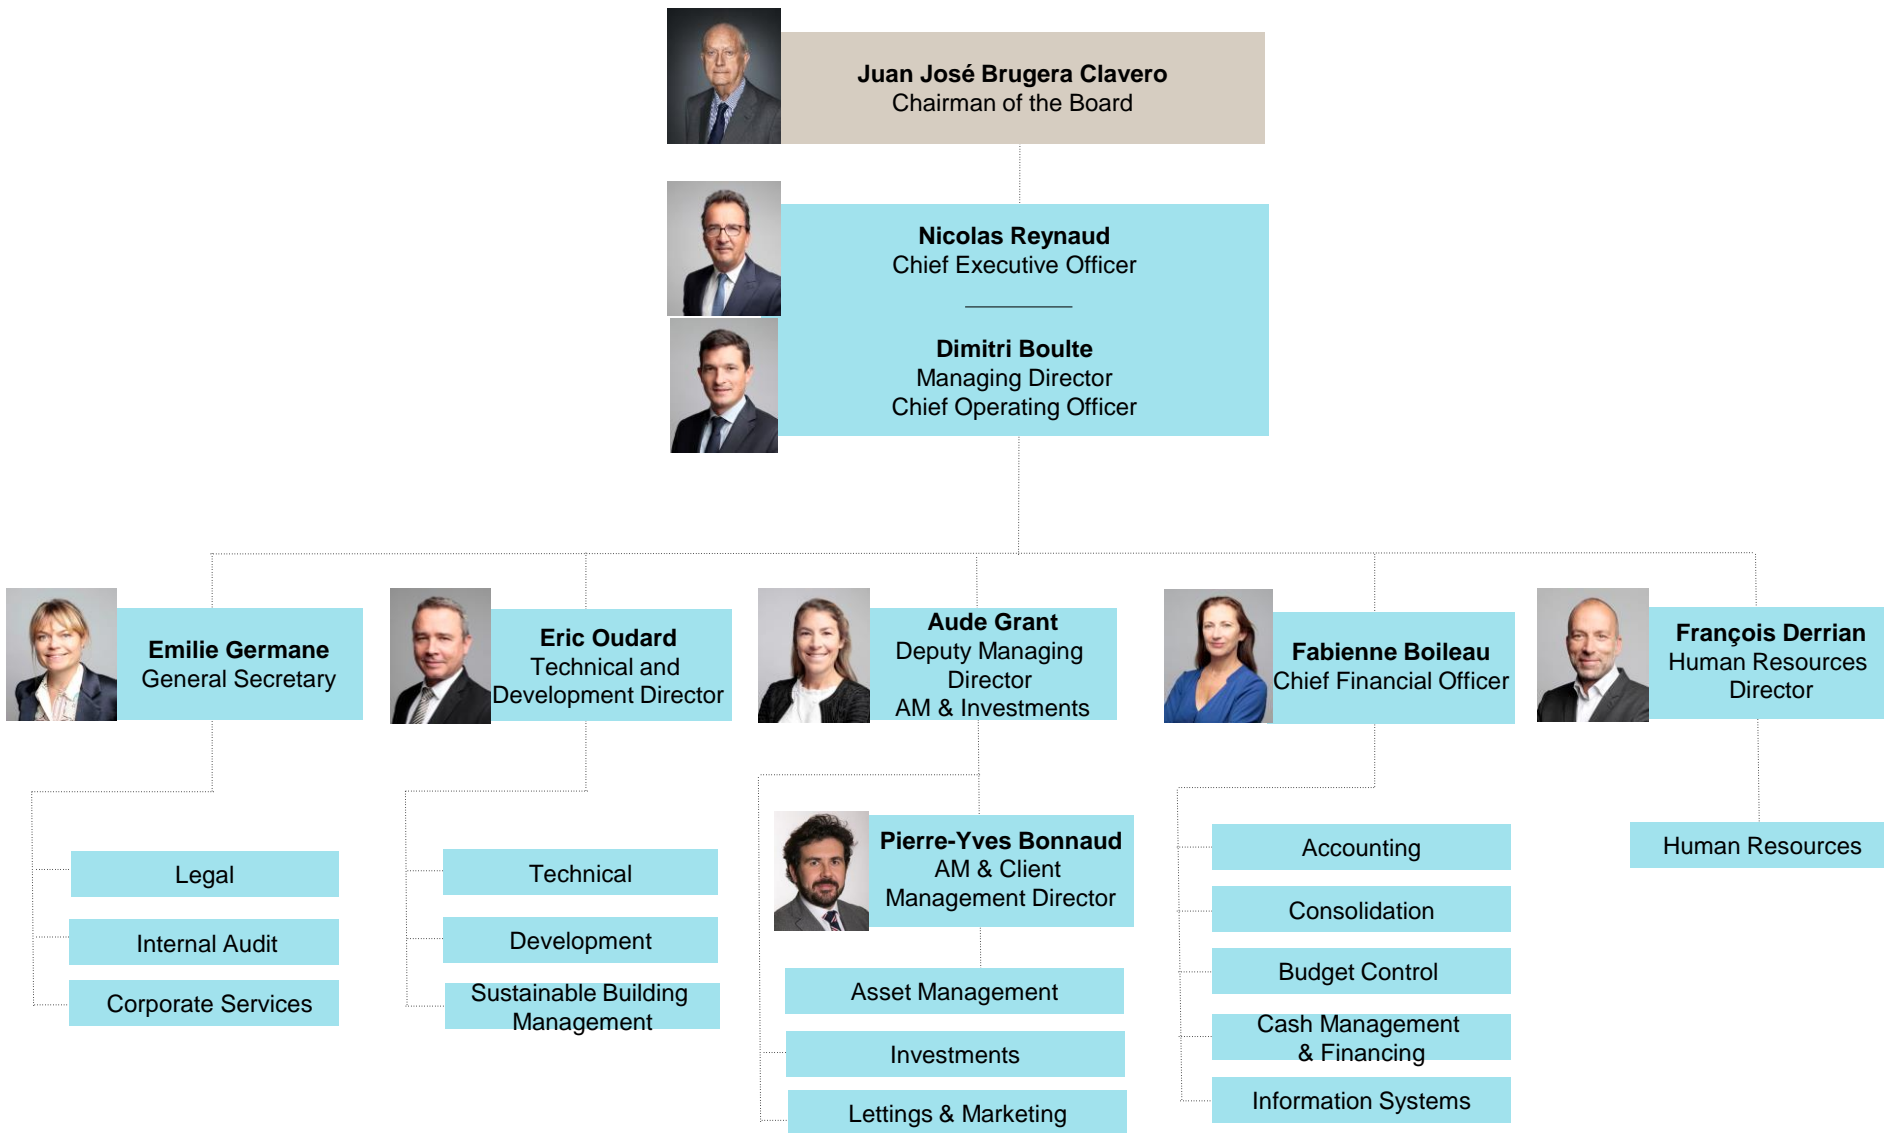 Juan José Brugera Clavero
Chairman of the Board
Nicolas Reynaud
Chief Executive Officer
Dimitri Boulte
Managing Director
Chief Operating Officer
Emilie Germane
General Secretary
Legal
Internal Audit
Corporate Services
Eric Oudard
Technical and
Development Director
Technical
Development
Sustainable Building
Management
Aude Grant
Deputy Managing
Director
AM & Investments
Pierre-Yves Bonnaud
AM & Client
Management Director
Asset Management
Investments
Lettings & Marketing
Fabienne Boileau
Chief Financial Officer
Accounting
Consolidation
Budget Control
Cash Management
& Financing
Information Systems
François Derrian
Human Resources
Director
Human Resources